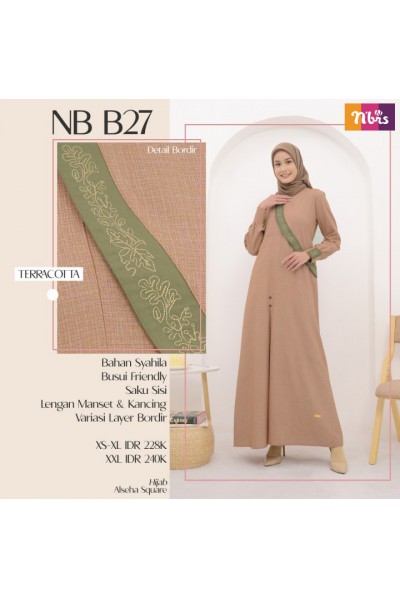 NB B27
Nbrs
Detail Bordir
TERRACOTTA
Bahan Syahila
Busui Friendly
Saku Sisi
Lengan Manset & Kancing
Variasi Layer Bordir
XS-XL IDR 228K
XXL IDR 240K
Hijab
Alseha Square